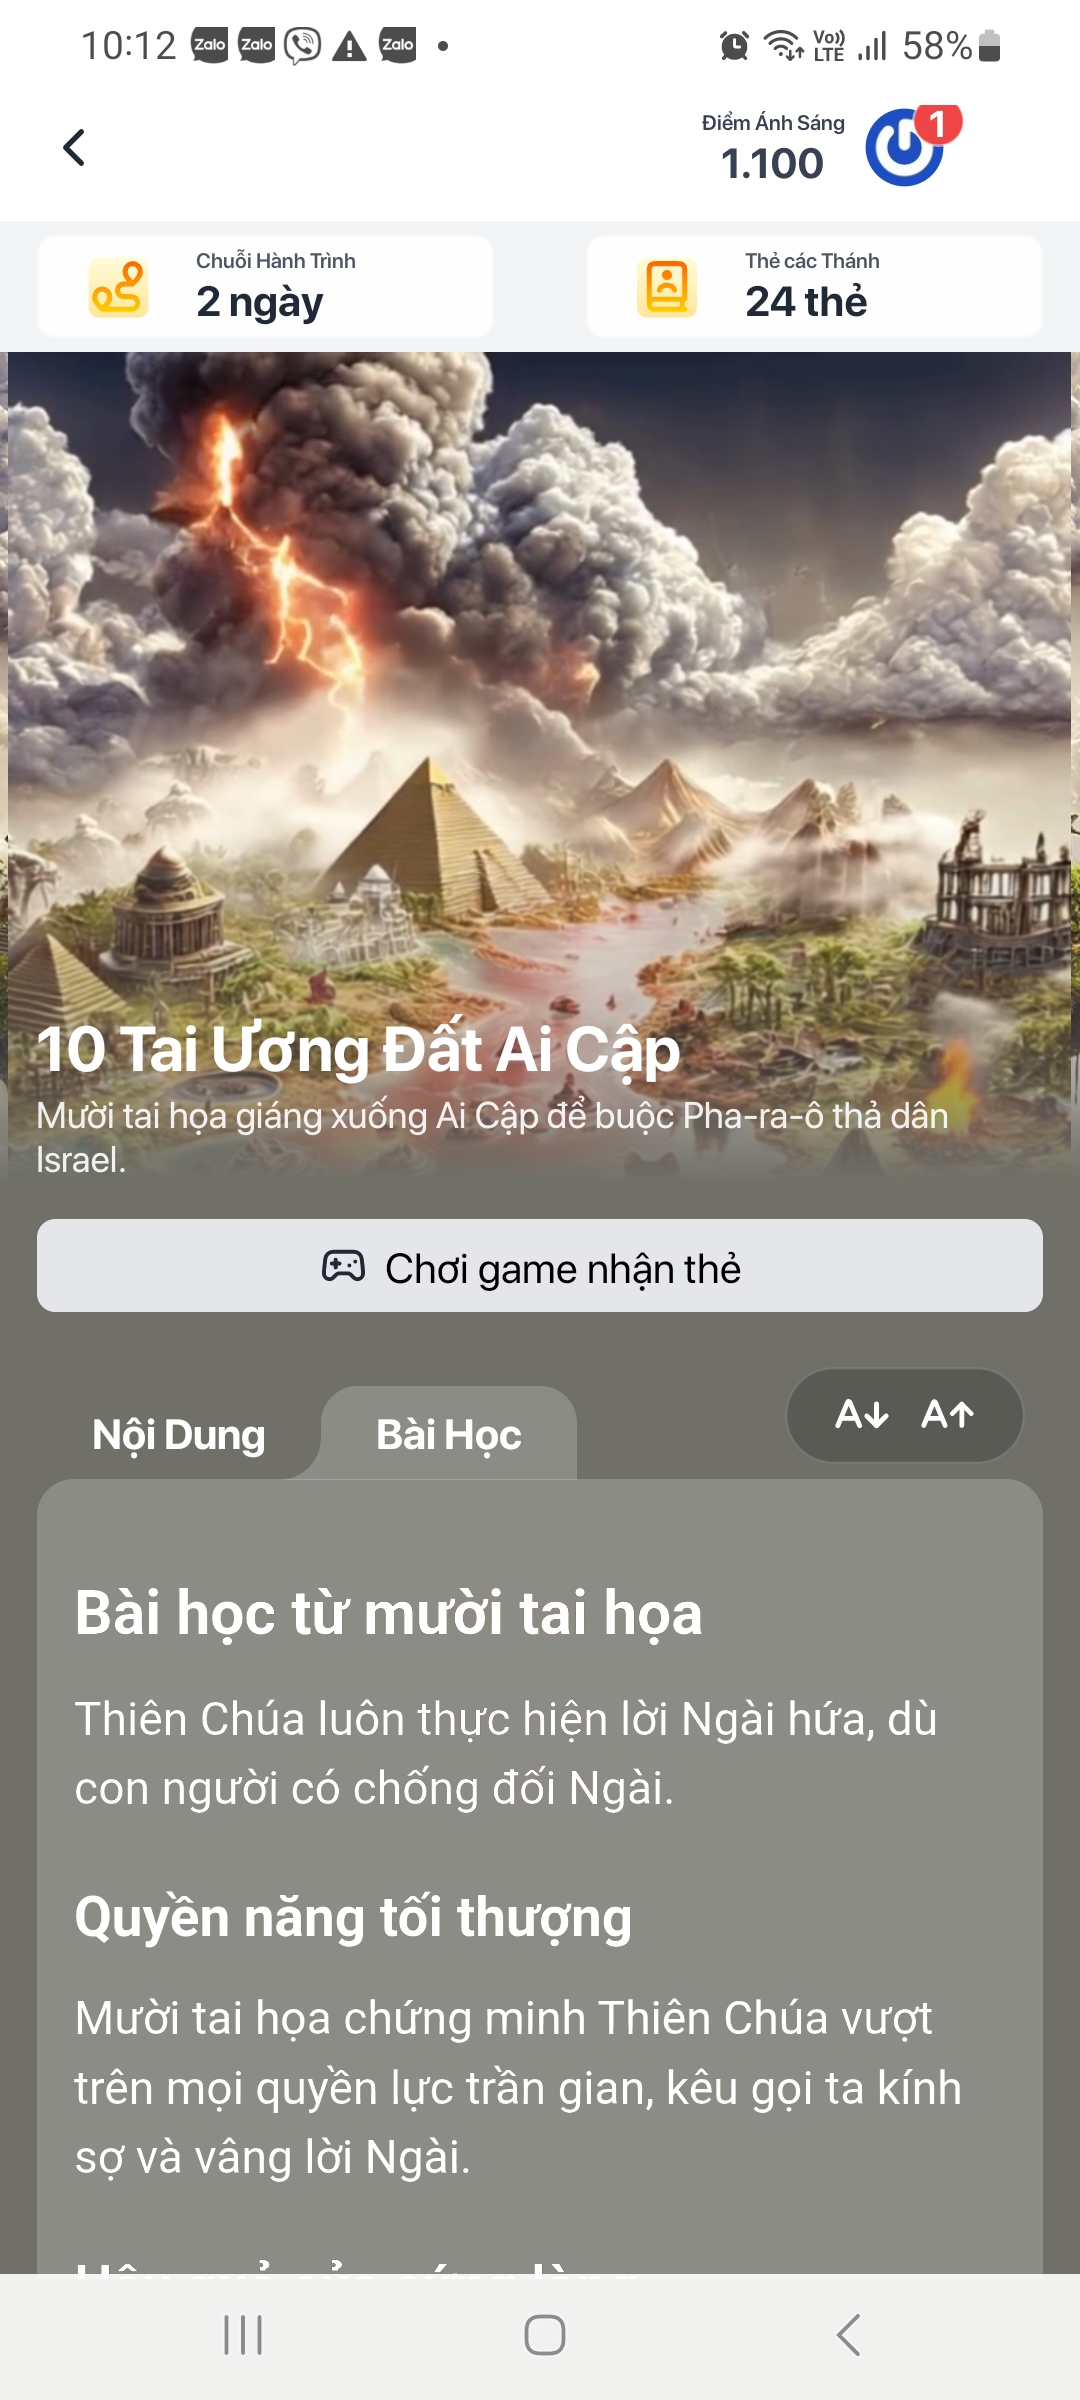 10:12 Zalo Zalo Zalo Vo)) LTE 58%
Điểm Ánh Sáng
1.100
1
Chuỗi Hành Trình
2 ngày
Thẻ các Thánh
24 thẻ
10 Tai Ương Đất Ai Cập
Mười tai họa giáng xuống Ai Cập để buộc Pha-ra-ô thả dân
Israel.
Chơi game nhận thẻ
Nội Dung
Bài Học
A↓ A↑
Bài học từ mười tai họa
Thiên Chúa luôn thực hiện lời Ngài hứa, dù
con người có chống đối Ngài.
Quyền năng tối thượng
Mười tai họa chứng minh Thiên Chúa vượt
trên mọi quyền lực trần gian, kêu gọi ta kính
sợ và vâng lời Ngài.